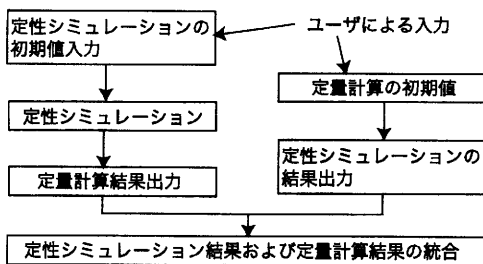 定性シミュレーションの
初期値入力
ユーザによる入力
定量計算の初期値
定性シミュレーション
定性シミュレーションの
結果出力
定量計算結果出力
定性シミュレーション結果および定量計算結果の統合